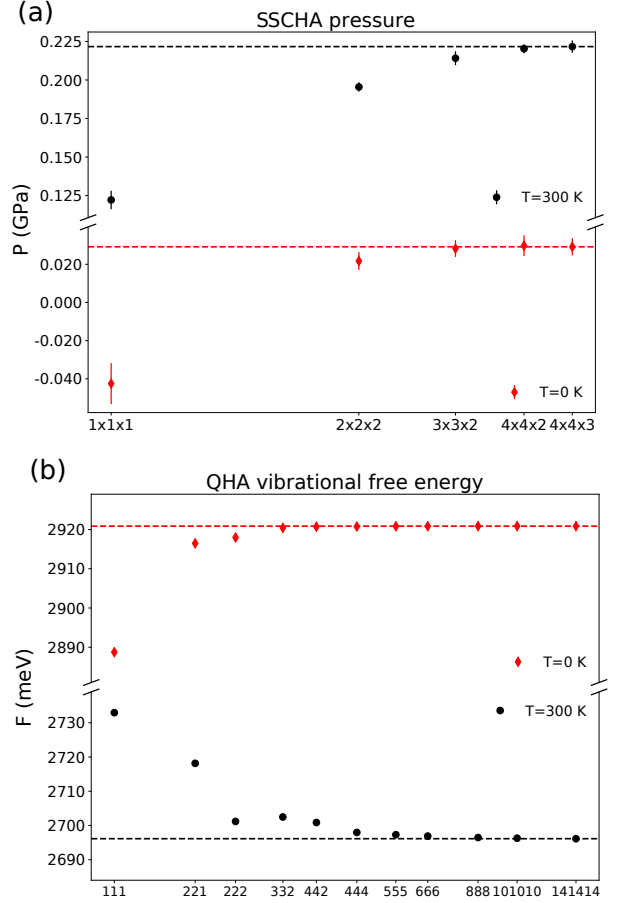 (a)
SSCHA pressure
0.225
0.200
0.175
0.150
0.125
T=300 K
P (GPa)
0.020
0.000
-0.020
-0.040
T=0 K
1x1x1 2x2x2 3x3x2 4x4x2 4x4x3
(b)
QHA vibrational free energy
2920
2910
2900
2890
T=0 K
F (meV)
T=300 K
2730
2720
2710
2700
2690
111 221 222 332 442 444 555 666 888 101010 141414